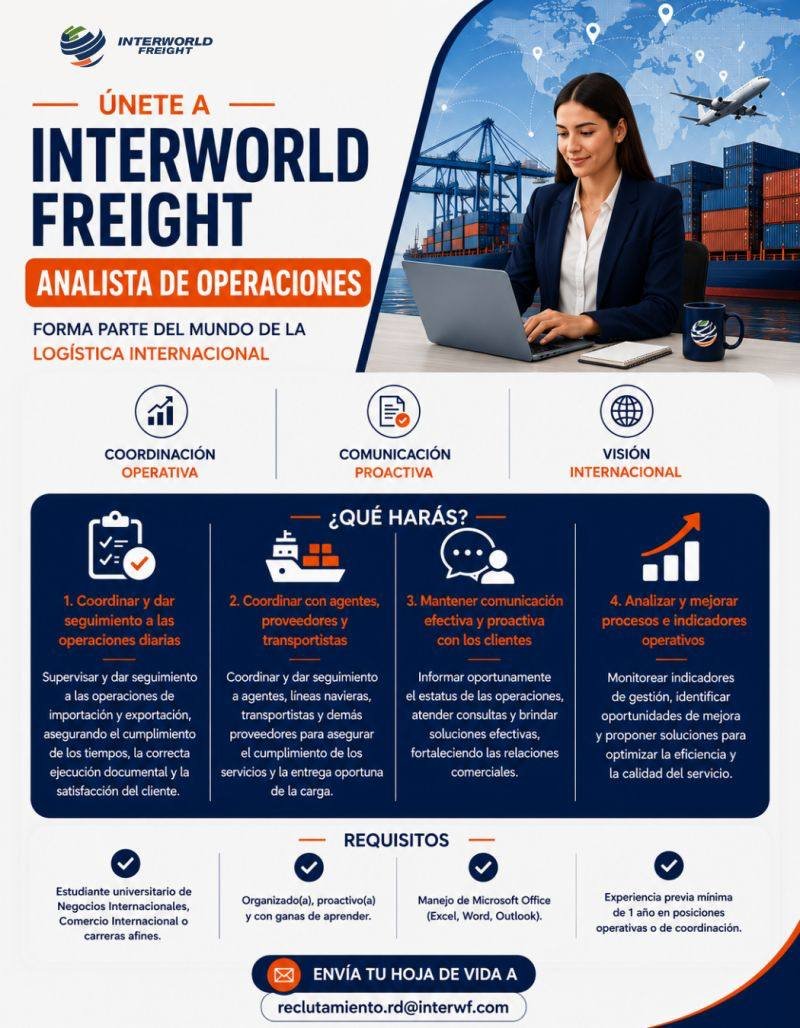 INTERWORLD
FREIGHT
ÚNETE A
INTERWORLD
FREIGHT
ANALISTA DE OPERACIONES
FORMA PARTE DEL MUNDO DE LA
LOGÍSTICA INTERNACIONAL
COORDINACIÓN
OPERATIVA
COMUNICACIÓN
PROACTIVA
VISIÓN
INTERNACIONAL
¿QUÉ HARÁS?
1. Coordinar y dar
seguimiento a las
operaciones diarias
Supervisar y dar seguimiento
a las operaciones de
importación y exportación,
asegurando el cumplimiento
de los tiempos, la correcta
ejecución documental y la
satisfacción del cliente.
2. Coordinar con agentes,
proveedores y
transportistas
Coordinar y dar seguimiento
a agentes, líneas navieras,
transportistas y demás
proveedores para asegurar
el cumplimiento de los
servicios y la entrega oportuna
de la carga.
3. Mantener comunicación
efectiva y proactiva
con los clientes
Informar oportunamente
el estatus de las operaciones,
atender consultas y brindar
soluciones efectivas,
fortaleciendo las relaciones
comerciales.
4. Analizar y mejorar
procesos e indicadores
operativos
Monitorear indicadores
de gestión, identificar
oportunidades de mejora
y proponer soluciones para
optimizar la eficiencia y
la calidad del servicio.
REQUISITOS
Estudiante universitario de
Negocios Internacionales,
Comercio Internacional o
carreras afines.
Organizado(a), proactivo(a)
y con ganas de aprender.
Manejo de Microsoft Office
(Excel, Word, Outlook).
Experiencia previa mínima
de 1 año en posiciones
operativas o de coordinación.
ENVÍA TU HOJA DE VIDA A
reclutamiento.rd@interwf.com